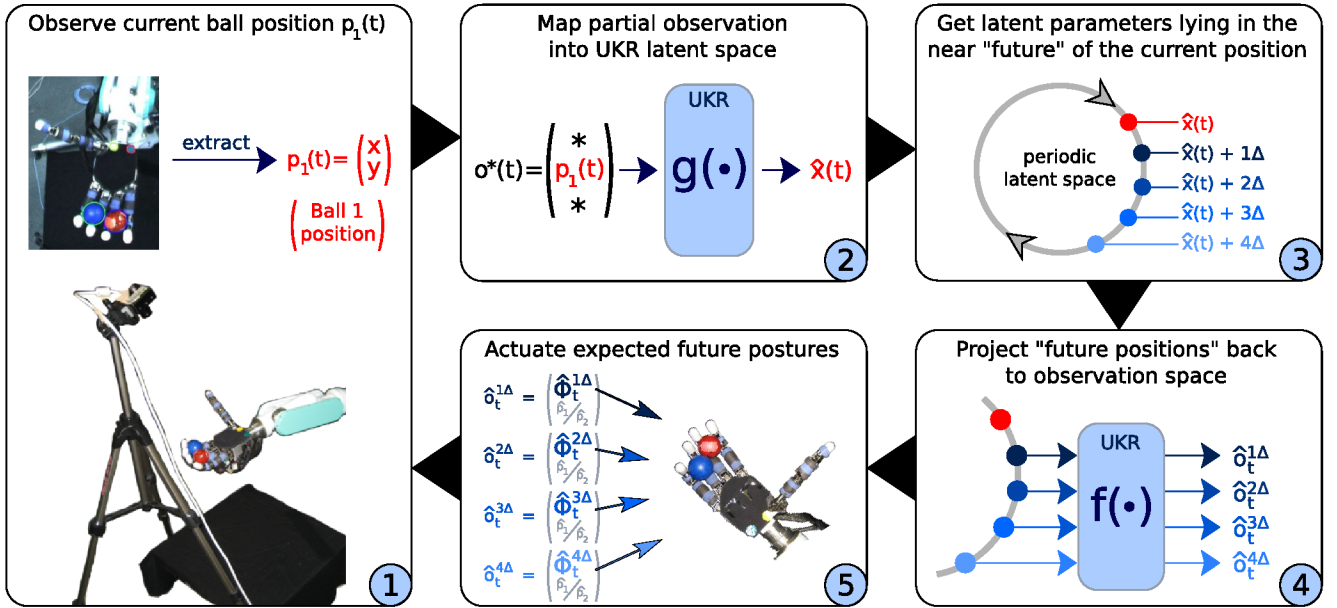 Observe current ball position p₁(t)
extract
p₁(t)=(x
y)
(Ball 1
position)
1
Map partial observation
into UKR latent space
UKR
o*(t)=(*
p₁(t)
*)
g(•)
x̂(t)
2
Get latent parameters lying in the
near "future" of the current position
periodic
latent space
x̂(t)
x̂(t) + 1Δ
x̂(t) + 2Δ
x̂(t) + 3Δ
x̂(t) + 4Δ
3
Project "future positions" back
to observation space
UKR
f(•)
ô_t^1Δ
ô_t^2Δ
ô_t^3Δ
ô_t^4Δ
4
Actuate expected future postures
ô_t^1Δ = (Φ̂_t^1Δ
p̂₁/p̂₂)
ô_t^2Δ = (Φ̂_t^2Δ
p̂₁/p̂₂)
ô_t^3Δ = (Φ̂_t^3Δ
p̂₁/p̂₂)
ô_t^4Δ = (Φ̂_t^4Δ
p̂₁/p̂₂)
5